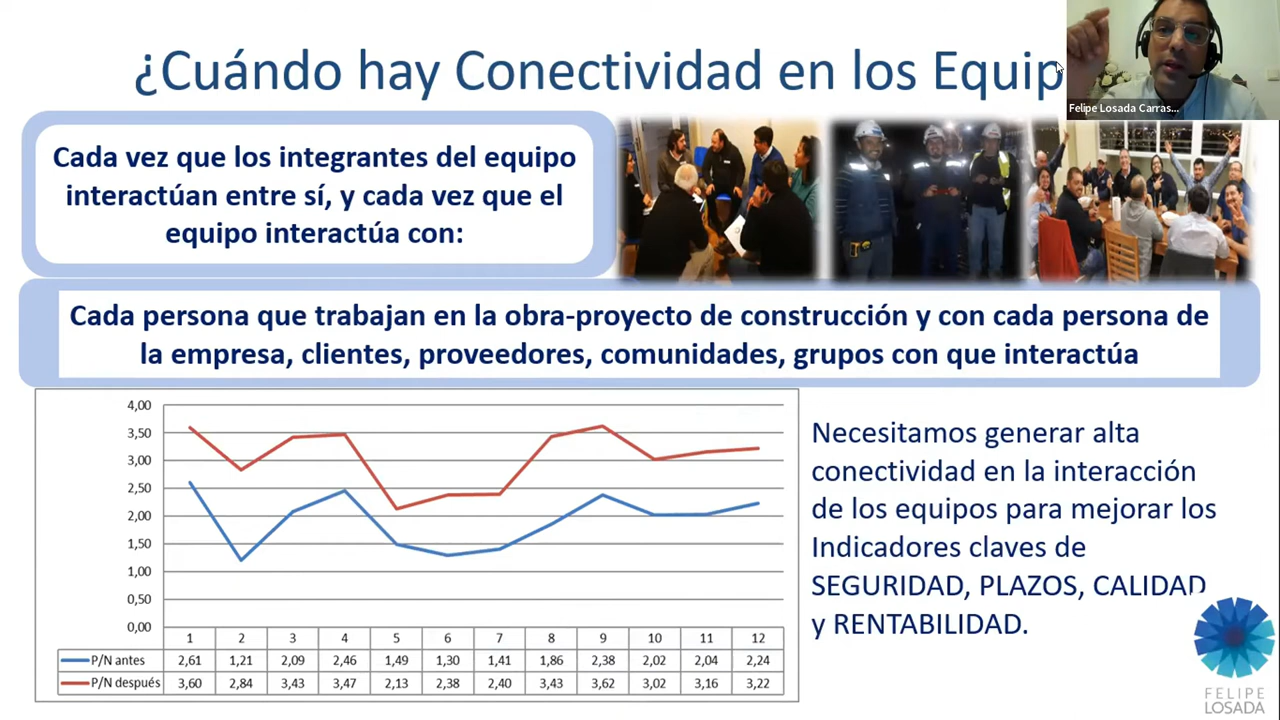 ¿Cuándo hay Conectividad en los Equip
Felipe Losada Carras...
Cada vez que los integrantes del equipo
interactúan entre sí, y cada vez que el
equipo interactúa con:
Cada persona que trabajan en la obra-proyecto de construcción y con cada persona de
la empresa, clientes, proveedores, comunidades, grupos con que interactúa
4,00
3,50
3,00
2,50
2,00
1,50
1,00
0,50
0,00
1 2 3 4 5 6 7 8 9 10 11 12
P/N antes 2,61 1,21 2,09 2,46 1,49 1,30 1,41 1,86 2,38 2,02 2,04 2,24
P/N después 3,60 2,84 3,43 3,47 2,13 2,38 2,40 3,43 3,62 3,02 3,16 3,22
Necesitamos generar alta
conectividad en la interacción
de los equipos para mejorar los
Indicadores claves de
SEGURIDAD, PLAZOS, CALIDAD
y RENTABILIDAD.
FELIPE
LOSADA